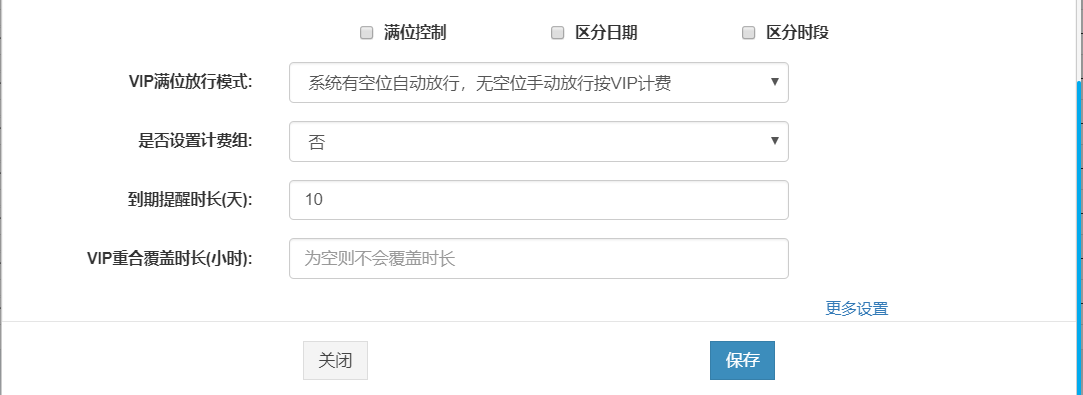 满位控制 区分日期 区分时段
VIP满位放行模式: 系统有空位自动放行，无空位手动放行按VIP计费
是否设置计费组: 否
到期提醒时长(天): 10
VIP重合覆盖时长(小时): 为空则不会覆盖时长
更多设置
关闭 保存